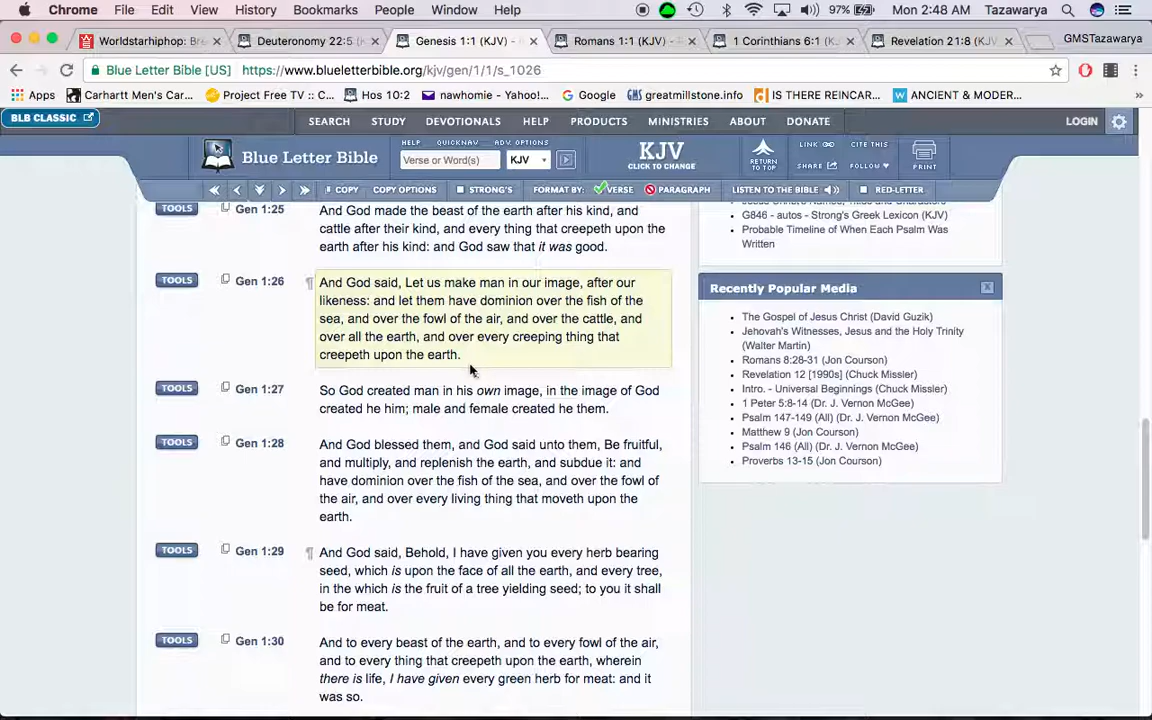 Chrome File Edit View History Bookmarks People Window Help 97% Mon 2:48 AM Tazawarya
Worldstarhiphop: Bre Deuteronomy 22:5 ( Genesis 1:1 (KJV) - Romans 1:1 (KJV) - 1 Corinthians 6:1 ( Revelation 21:8 (KJV) GMSTazawarya
Blue Letter Bible [US] https://www.blueletterbible.org/kjv/gen/1/1/s_1026
Apps Carhartt Men's Car... Project Free TV :: C... Hos 10:2 nawhomie - Yahoo!... Google GMS greatmillstone.info IS THERE REINCAR... W ANCIENT & MODER... »
BLB CLASSIC SEARCH STUDY DEVOTIONALS HELP PRODUCTS MINISTRIES ABOUT DONATE LOGIN
HELP QUICKNAV ADV. OPTIONS
Blue Letter Bible Verse or Word(s) KJV KJV CLICK TO CHANGE RETURN TO TOP LINK CITE THIS SHARE FOLLOW PRINT
COPY COPY OPTIONS STRONG'S FORMAT BY: VERSE PARAGRAPH LISTEN TO THE BIBLE RED-LETTER
TOOLS Gen 1:25 And God made the beast of the earth after his kind, and
cattle after their kind, and every thing that creepeth upon the
earth after his kind: and God saw that it was good.
TOOLS Gen 1:26 ¶ And God said, Let us make man in our image, after our
likeness: and let them have dominion over the fish of the
sea, and over the fowl of the air, and over the cattle, and
over all the earth, and over every creeping thing that
creepeth upon the earth.
TOOLS Gen 1:27 So God created man in his own image, in the image of God
created he him; male and female created he them.
TOOLS Gen 1:28 And God blessed them, and God said unto them, Be fruitful,
and multiply, and replenish the earth, and subdue it: and
have dominion over the fish of the sea, and over the fowl of
the air, and over every living thing that moveth upon the
earth.
TOOLS Gen 1:29 ¶ And God said, Behold, I have given you every herb bearing
seed, which is upon the face of all the earth, and every tree,
in the which is the fruit of a tree yielding seed; to you it shall
be for meat.
TOOLS Gen 1:30 And to every beast of the earth, and to every fowl of the air,
and to every thing that creepeth upon the earth, wherein
there is life, I have given every green herb for meat: and it
was so.
G846 - autos - Strong's Greek Lexicon (KJV)
Probable Timeline of When Each Psalm Was
Written
Recently Popular Media x
The Gospel of Jesus Christ (David Guzik)
Jehovah's Witnesses, Jesus and the Holy Trinity
(Walter Martin)
Romans 8:28-31 (Jon Courson)
Revelation 12 [1990s] (Chuck Missler)
Intro. - Universal Beginnings (Chuck Missler)
1 Peter 5:8-14 (Dr. J. Vernon McGee)
Psalm 147-149 (All) (Dr. J. Vernon McGee)
Matthew 9 (Jon Courson)
Psalm 146 (All) (Dr. J. Vernon McGee)
Proverbs 13-15 (Jon Courson)